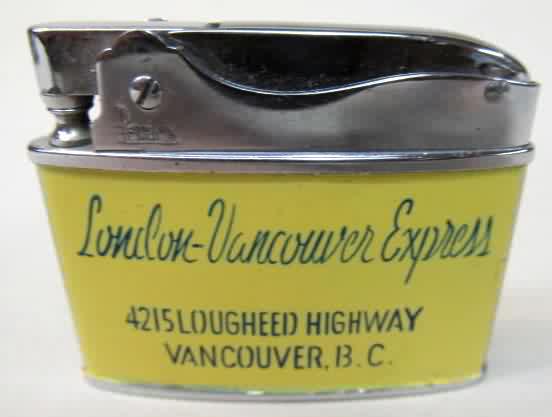 London-Vancouver Express
4215 LOUGHEED HIGHWAY
VANCOUVER, B.C.